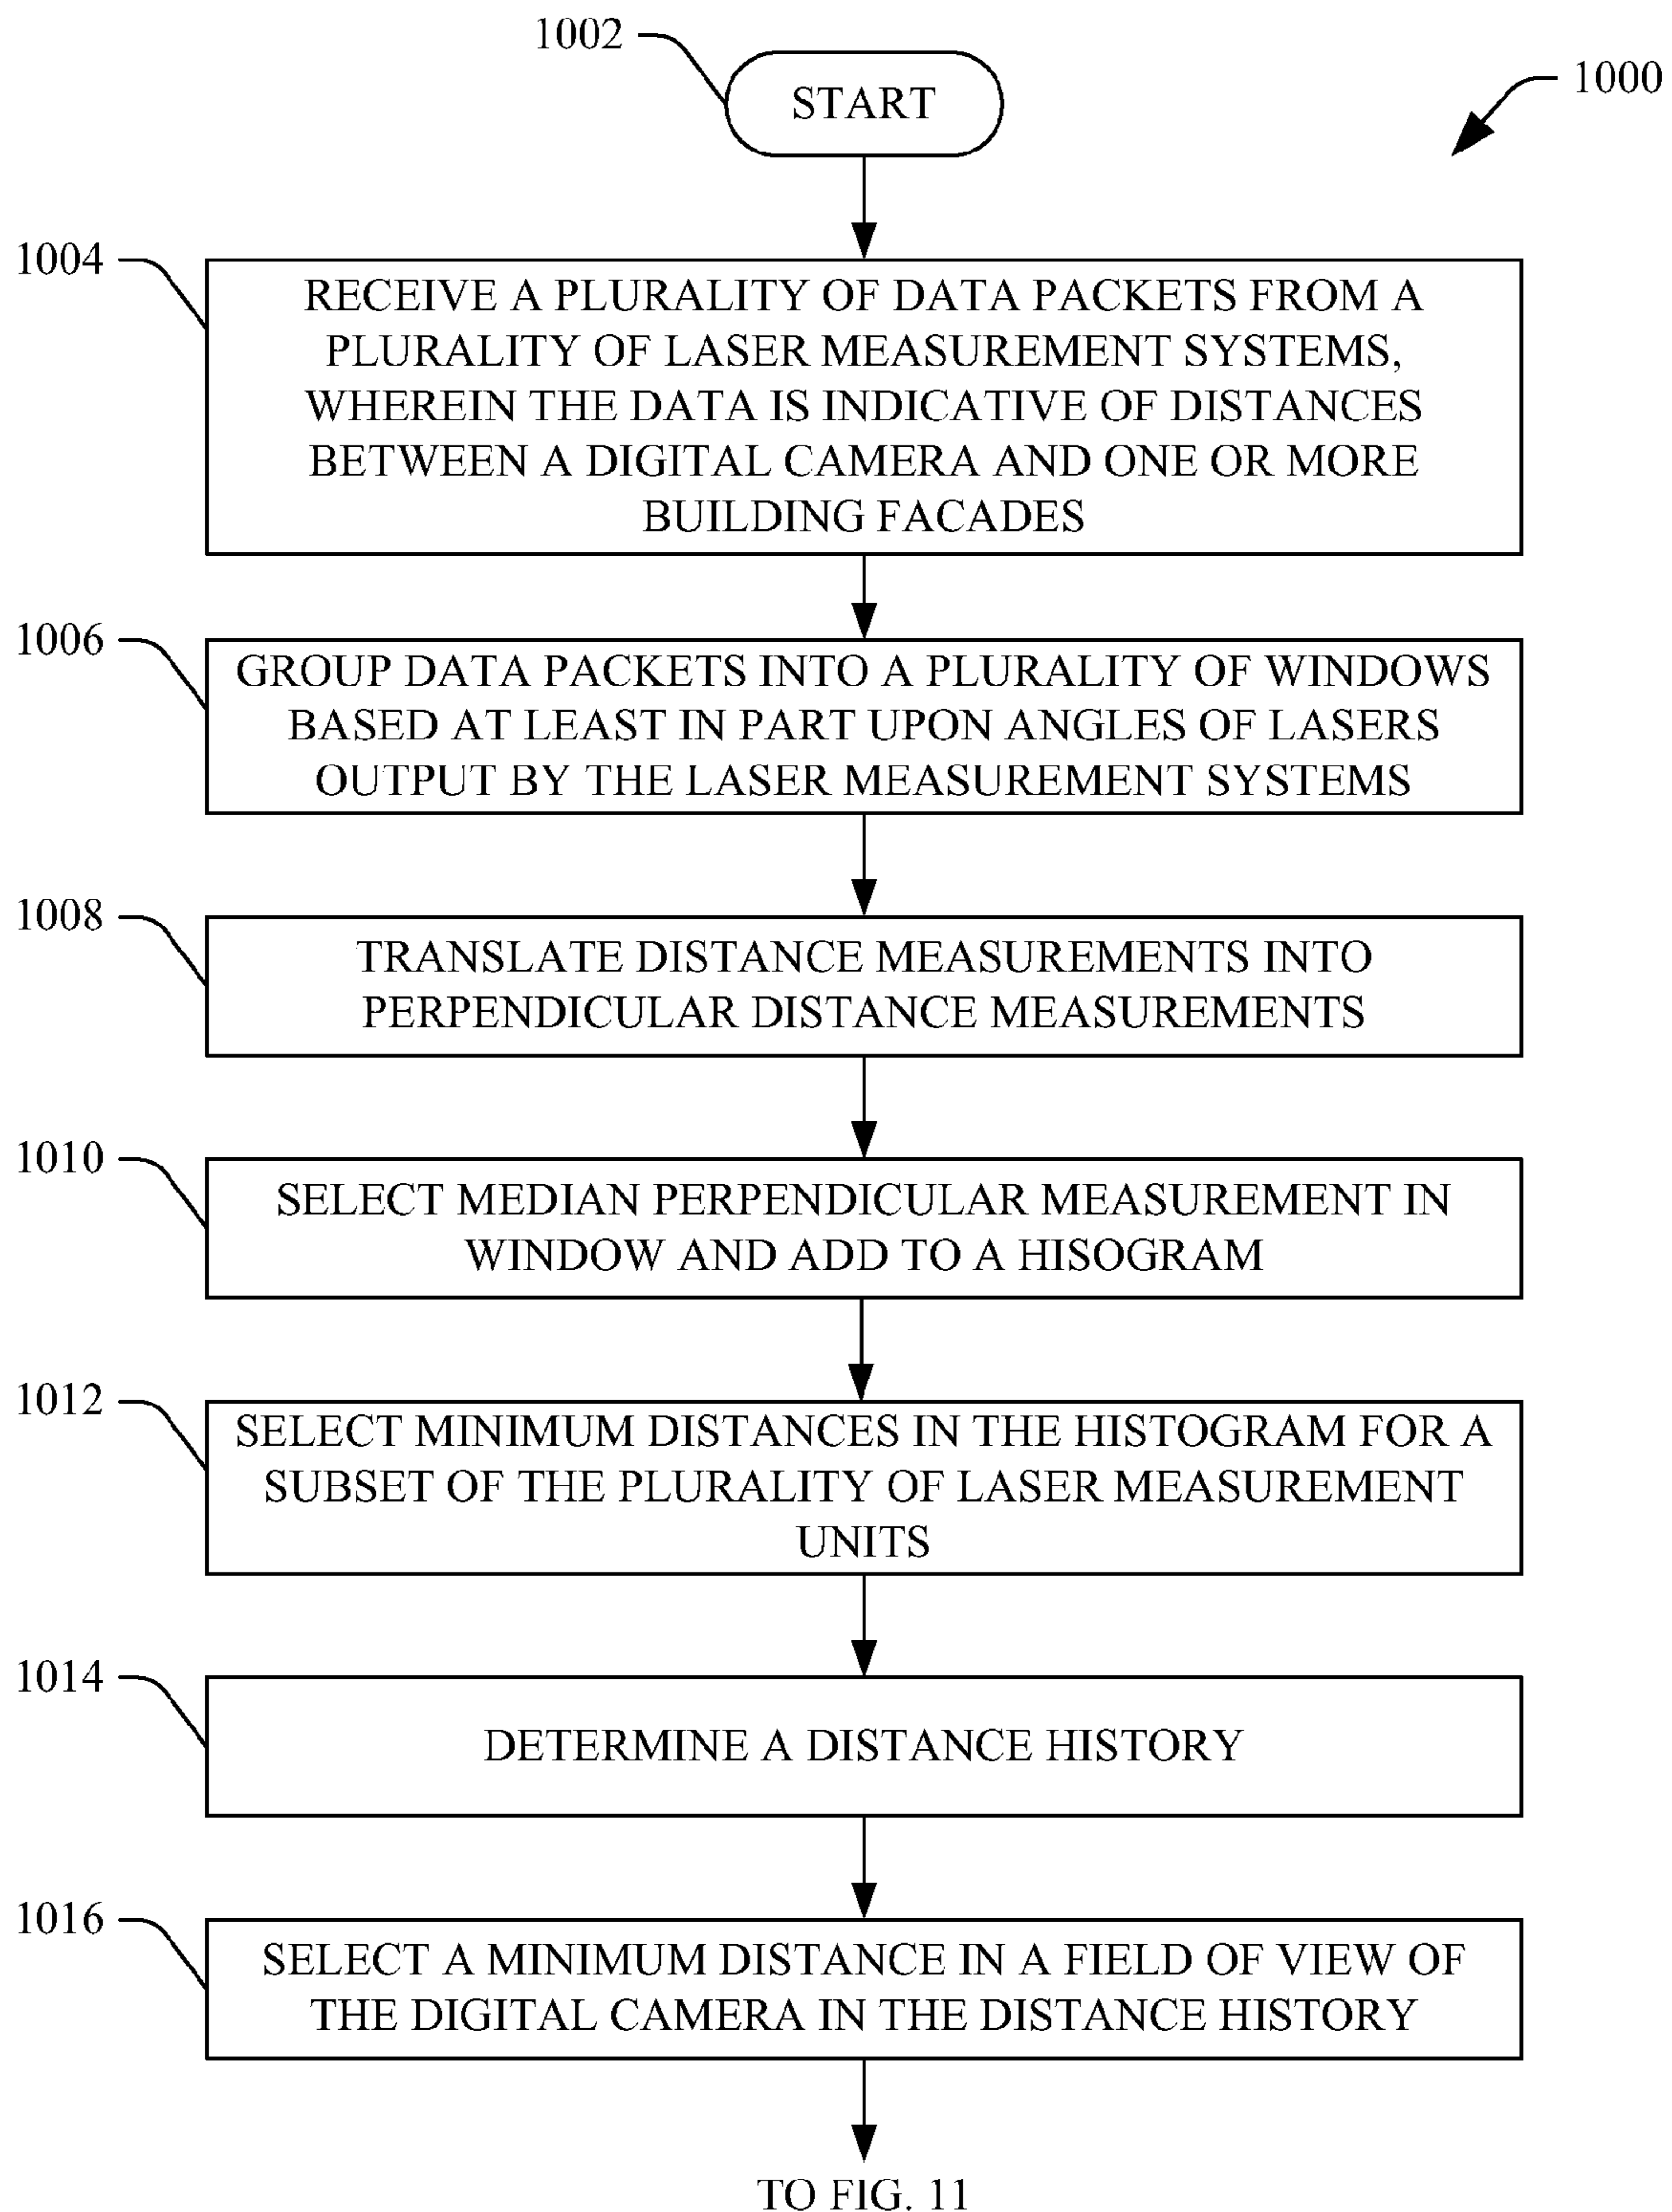 1002
START
1000
1004
RECEIVE A PLURALITY OF DATA PACKETS FROM A
PLURALITY OF LASER MEASUREMENT SYSTEMS,
WHEREIN THE DATA IS INDICATIVE OF DISTANCES
BETWEEN A DIGITAL CAMERA AND ONE OR MORE
BUILDING FACADES
1006
GROUP DATA PACKETS INTO A PLURALITY OF WINDOWS
BASED AT LEAST IN PART UPON ANGLES OF LASERS
OUTPUT BY THE LASER MEASUREMENT SYSTEMS
1008
TRANSLATE DISTANCE MEASUREMENTS INTO
PERPENDICULAR DISTANCE MEASUREMENTS
1010
SELECT MEDIAN PERPENDICULAR MEASUREMENT IN
WINDOW AND ADD TO A HISOGRAM
1012
SELECT MINIMUM DISTANCES IN THE HISTOGRAM FOR A
SUBSET OF THE PLURALITY OF LASER MEASUREMENT
UNITS
1014
DETERMINE A DISTANCE HISTORY
1016
SELECT A MINIMUM DISTANCE IN A FIELD OF VIEW OF
THE DIGITAL CAMERA IN THE DISTANCE HISTORY
TO FIG. 11